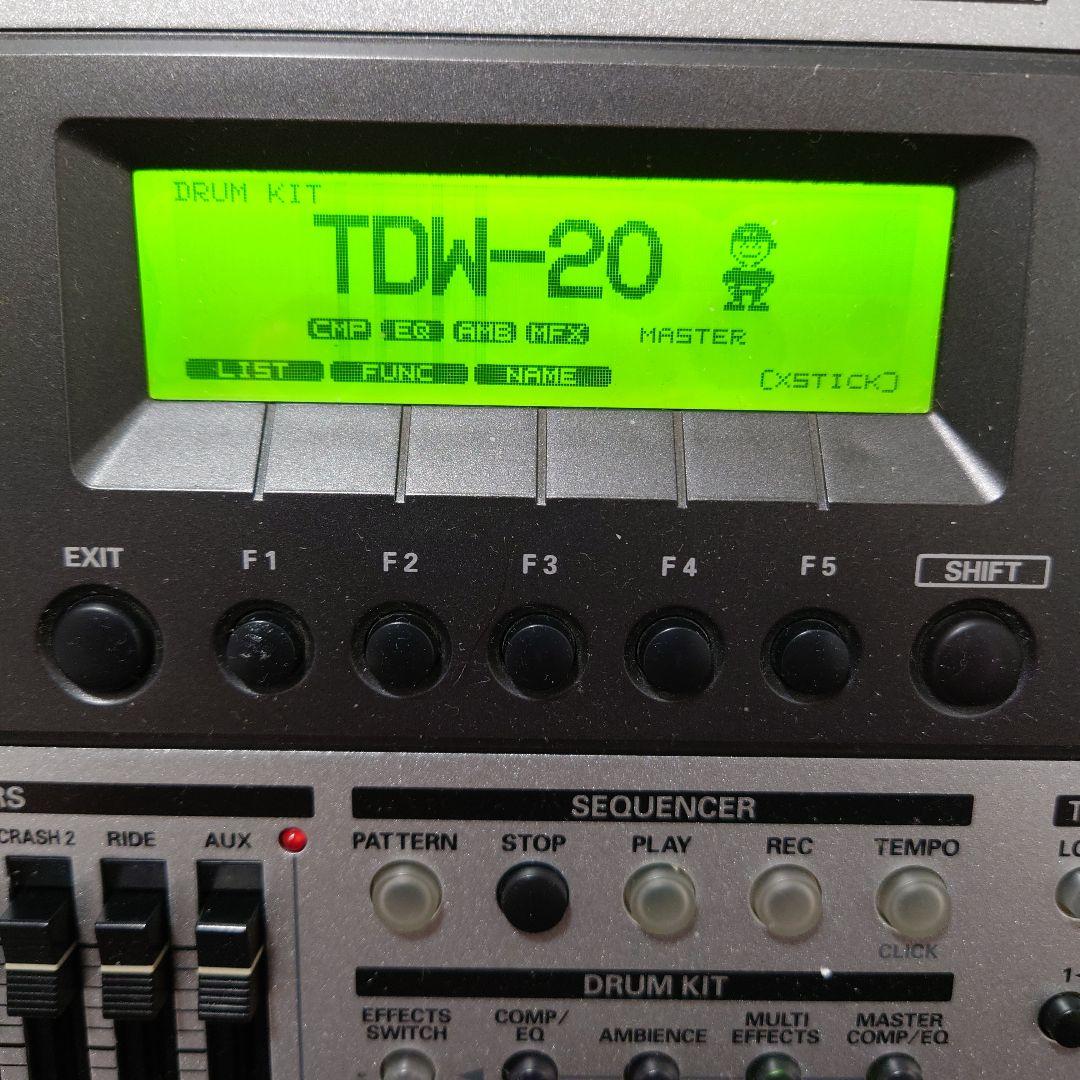 DRUM KIT
TDW-20
CMP EQ AMB MFX MASTER
LIST FUNC NAME [XSTICK]
EXIT F1 F2 F3 F4 F5 SHIFT
RS SEQUENCER
CRASH 2 RIDE AUX PATTERN STOP PLAY REC TEMPO
CLICK
DRUM KIT
EFFECTS SWITCH COMP/EQ AMBIENCE MULTI EFFECTS MASTER COMP/EQ